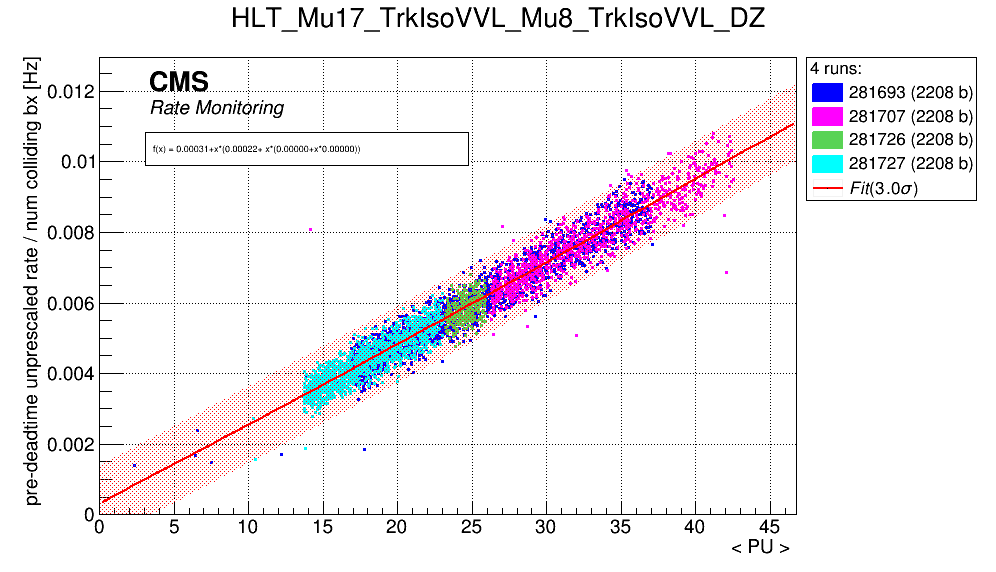 HLT_Mu17_TrkIsoVVL_Mu8_TrkIsoVVL_DZ
pre-deadtime unprescaled rate / num colliding bx [Hz]
0.012
0.01
0.008
0.006
0.004
0.002
0
CMS
Rate Monitoring
f(x) = 0.00031+x*(0.00022+ x*(0.00000+x*0.00000))
4 runs:
281693 (2208 b)
281707 (2208 b)
281726 (2208 b)
281727 (2208 b)
Fit(3.0σ)
0 5 10 15 20 25 30 35 40 45
< PU >